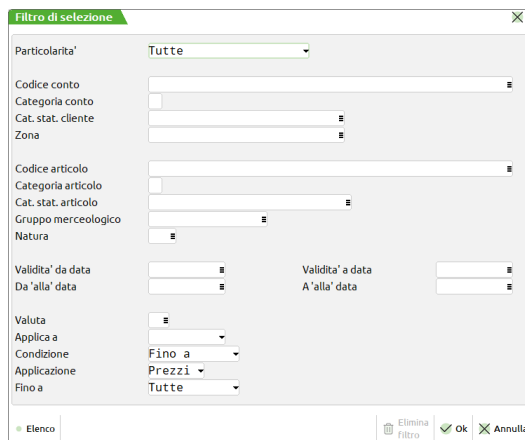 Filtro di selezione
Particolarita' Tutte
Codice conto
Categoria conto
Cat. stat. cliente
Zona
Codice articolo
Categoria articolo
Cat. stat. articolo
Gruppo merceologico
Natura
Validita' da data Validita' a data
Da 'alla' data A 'alla' data
Valuta
Applica a
Condizione Fino a
Applicazione Prezzi
Fino a Tutte
Elenco Elimina filtro Ok Annulla